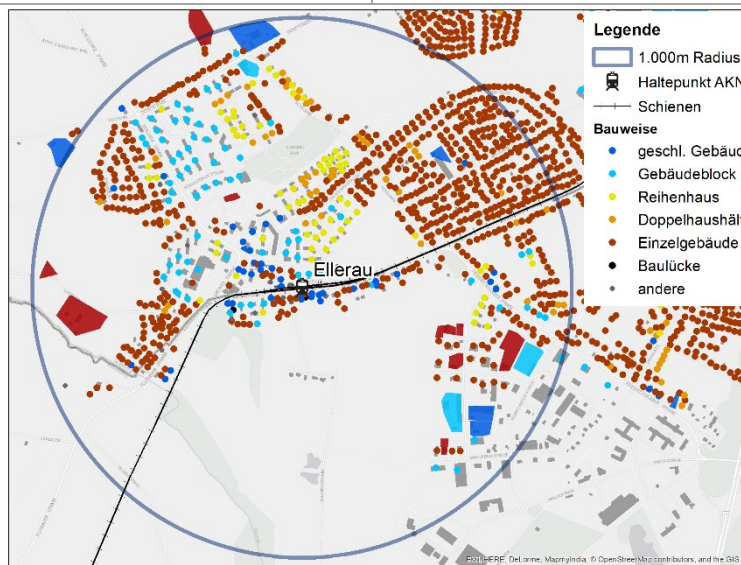 Legende
1.000m Radius
Haltepunkt AKN
Schienen
Bauweise
geschl. Gebäud
Gebäudeblock
Reihenhaus
Doppelhaushäl
Einzelgebäude
Baulücke
andere
Ellerau
Esri, HERE, DeLorme, MapmyIndia, © OpenStreetMap contributors, and the GIS